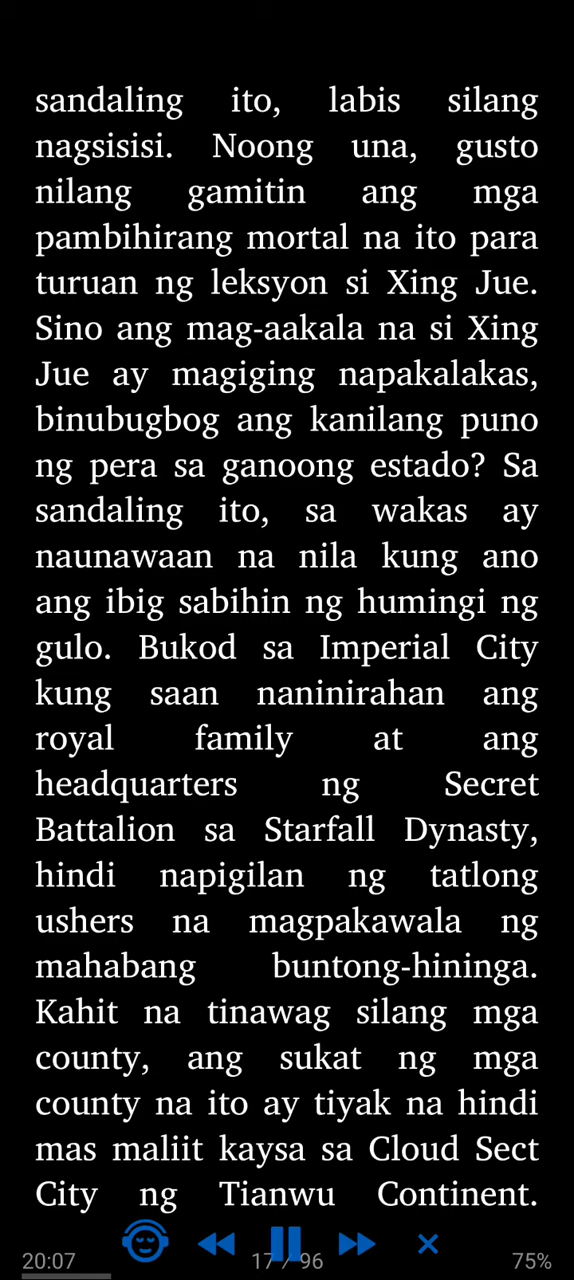 sandaling ito, labis silang
nagsisisi. Noong una, gusto
nilang gamitin ang mga
pambihirang mortal na ito para
turuan ng leksyon si Xing Jue.
Sino ang mag-aakala na si Xing
Jue ay magiging napakalakas,
binubugbog ang kanilang puno
ng pera sa ganoong estado? Sa
sandaling ito, sa wakas ay
naunawaan na nila kung ano
ang ibig sabihin ng humingi ng
gulo. Bukod sa Imperial City
kung saan naninirahan ang
royal family at ang
headquarters ng Secret
Battalion sa Starfall Dynasty,
hindi napigilan ng tatlong
ushers na magpakawala ng
mahabang buntong-hininga.
Kahit na tinawag silang mga
county, ang sukat ng mga
county na ito ay tiyak na hindi
mas maliit kaysa sa Cloud Sect
City ng Tianwu Continent.
20:07 17 / 96 75%